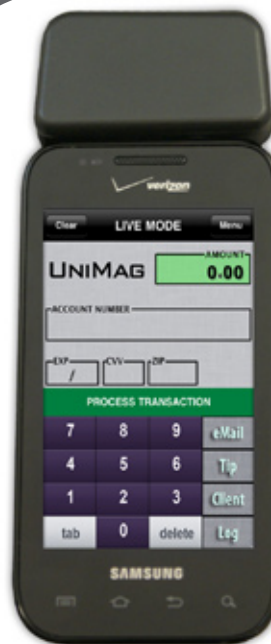 verizon
Clear LIVE MODE Menu
UNIMAG
AMOUNT
0.00
ACCOUNT NUMBER
EXP CVV ZIP
/
PROCESS TRANSACTION
7 8 9 eMail
4 5 6 Tip
1 2 3 Client
tab 0 delete Log
SAMSUNG